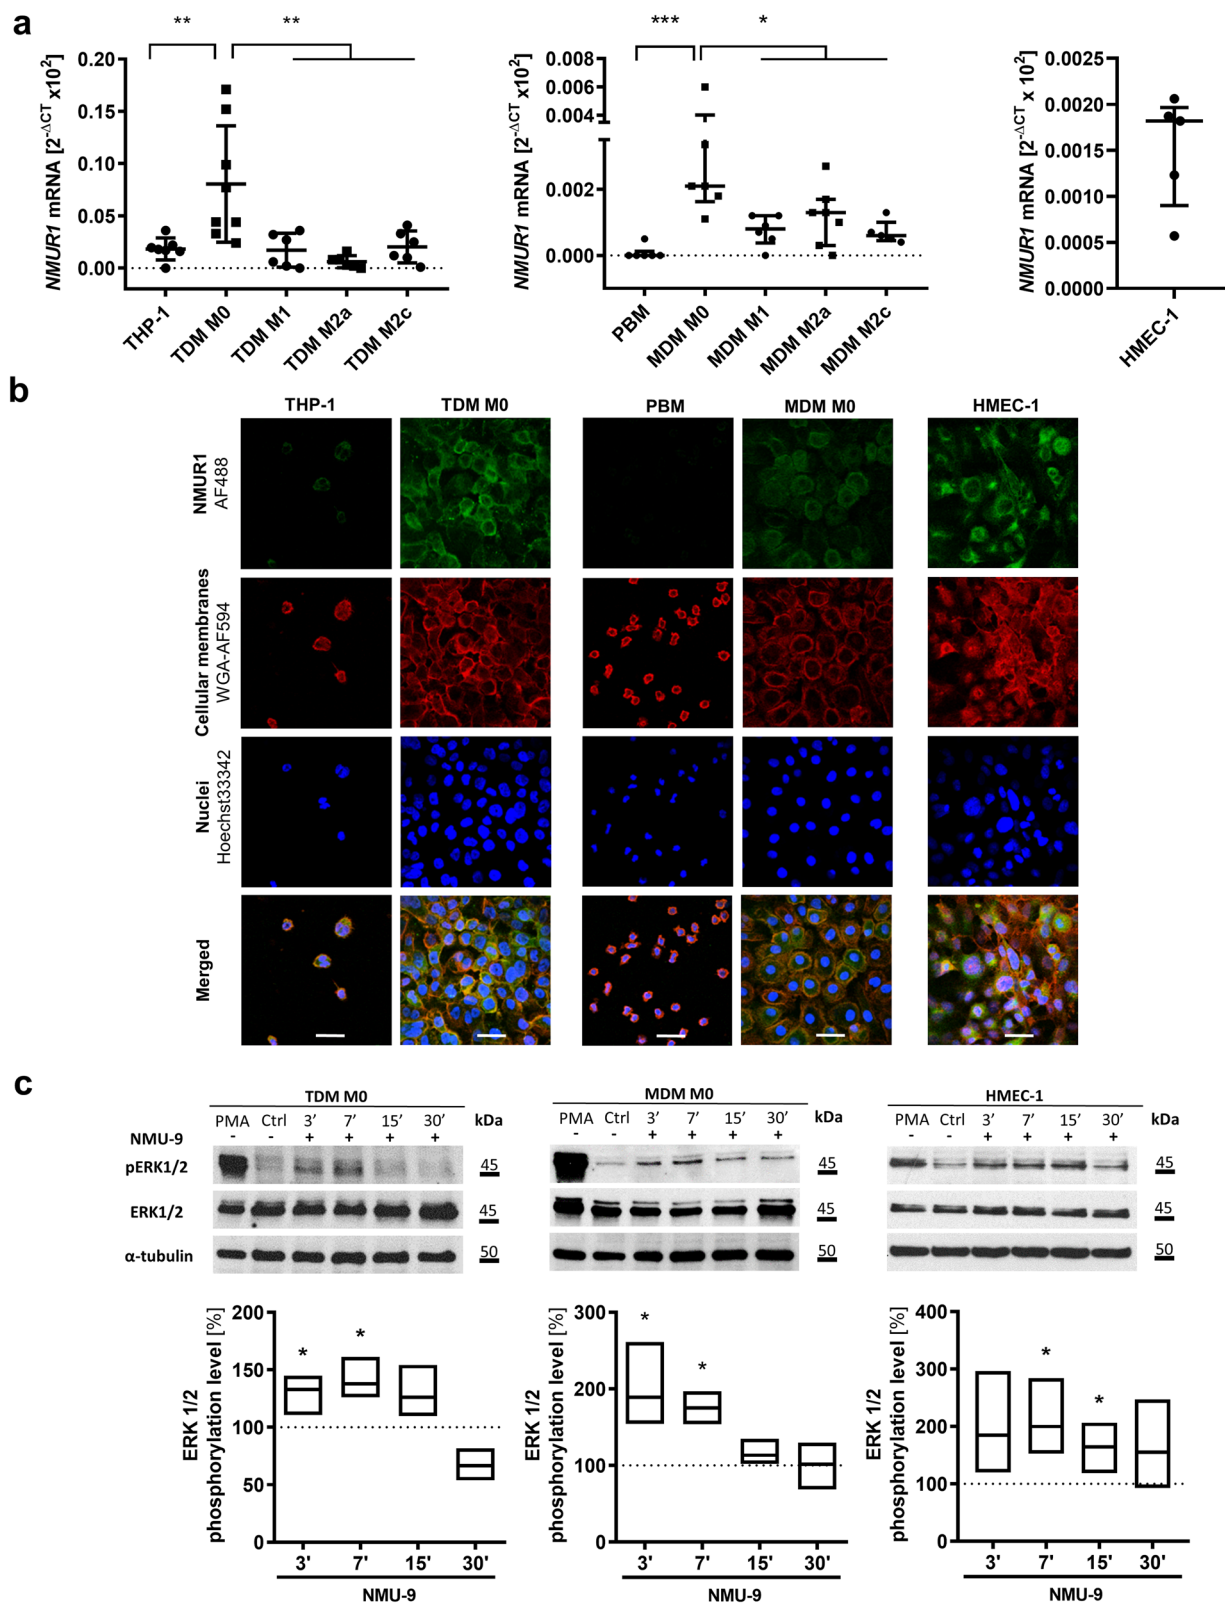 a
** **
*** *
NMUR1 mRNA [2-ΔCT x10²]
0.20
0.15
0.10
0.05
0.00
THP-1
TDM M0
TDM M1
TDM M2a
TDM M2c
NMUR1 mRNA [2-ΔCT x10²]
0.008
0.006
0.004
0.002
0.000
PBM
MDM M0
MDM M1
MDM M2a
MDM M2c
NMUR1 mRNA [2-ΔCT x 10²]
0.0025
0.0020
0.0015
0.0010
0.0005
0.0000
HMEC-1
b
THP-1 TDM M0 PBM MDM M0 HMEC-1
NMUR1
AF488
Cellular membranes
WGA-AF594
Nuclei
Hoechst33342
Merged
c
TDM M0
PMA Ctrl 3’ 7’ 15’ 30’ kDa
NMU-9 - - + + + +
pERK1/2 45
ERK1/2 45
α-tubulin 50
MDM M0
PMA Ctrl 3’ 7’ 15’ 30’ kDa
- - + + + +
45
45
50
HMEC-1
PMA Ctrl 3’ 7’ 15’ 30’ kDa
- - + + + +
45
45
50
ERK 1/2
phosphorylation level [%]
200
150
100
50
0
* *
3' 7' 15' 30'
NMU-9
ERK 1/2
phosphorylation level [%]
300
200
100
0
* *
3' 7' 15' 30'
NMU-9
ERK 1/2
phosphorylation level [%]
400
300
200
100
0
* *
3' 7' 15' 30'
NMU-9